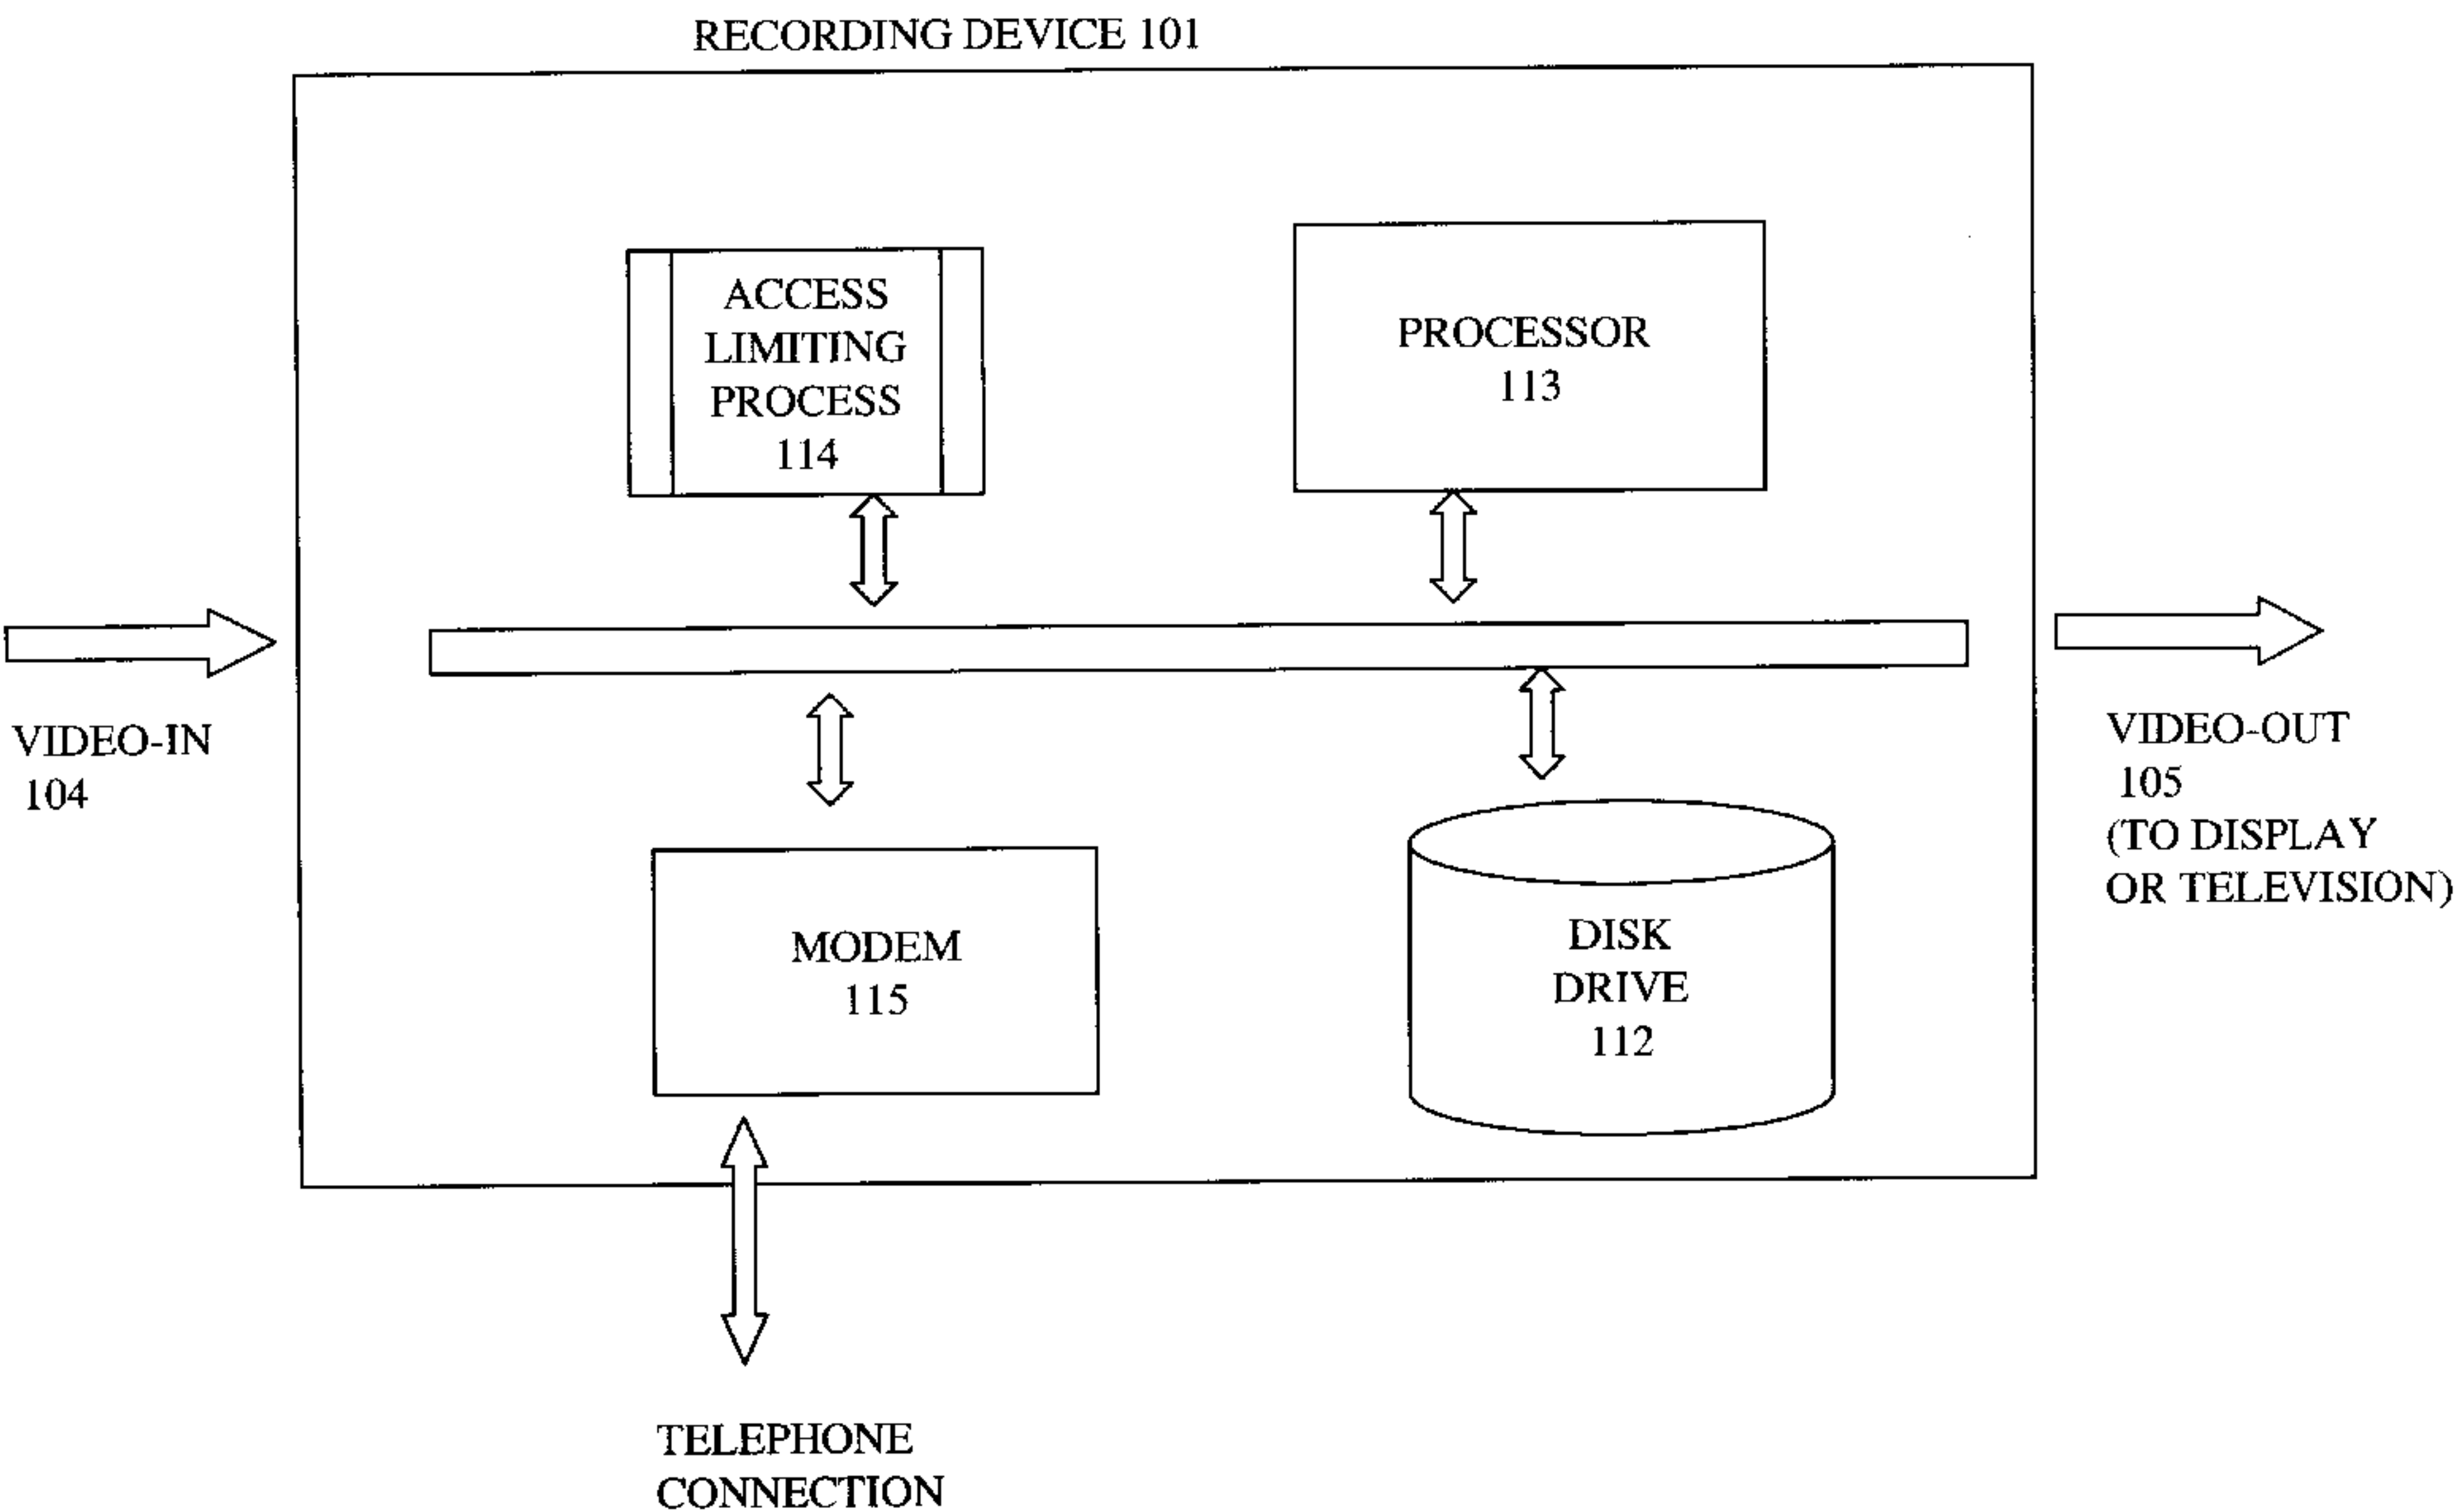 RECORDING DEVICE 101
ACCESS
LIMITING
PROCESS
114
PROCESSOR
113
VIDEO-IN
104
VIDEO-OUT
105
(TO DISPLAY
OR TELEVISION)
MODEM
115
DISK
DRIVE
112
TELEPHONE
CONNECTION